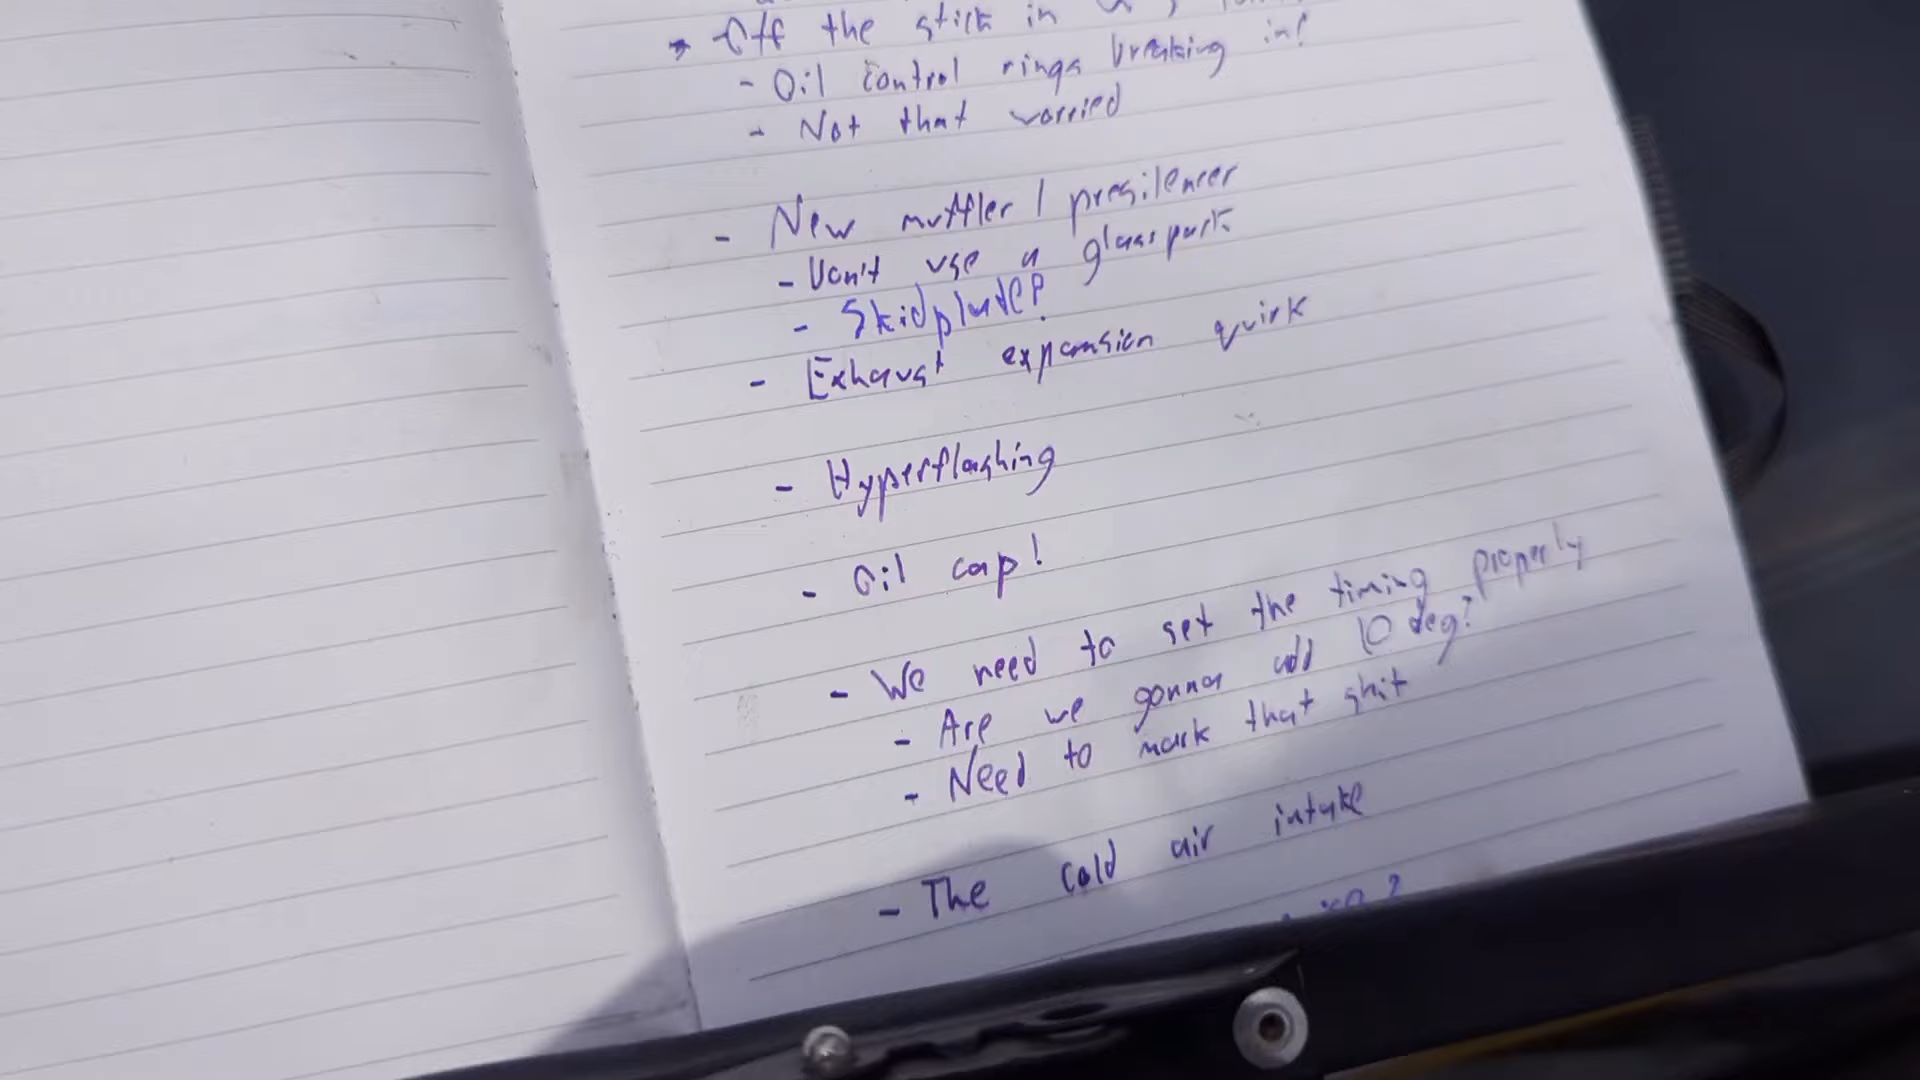 - Off the stick in
- Oil control rings breaking in?
- Not that worried
- New muffler / presilencer
- Don't use a glasspack
- Skidplate?
- Exhaust expansion quirk
- Hyperflashing
- Oil cap!
- We need to set the timing properly
- Are we gonna add 10 deg?
- Need to mark that shit
- The cold air intake